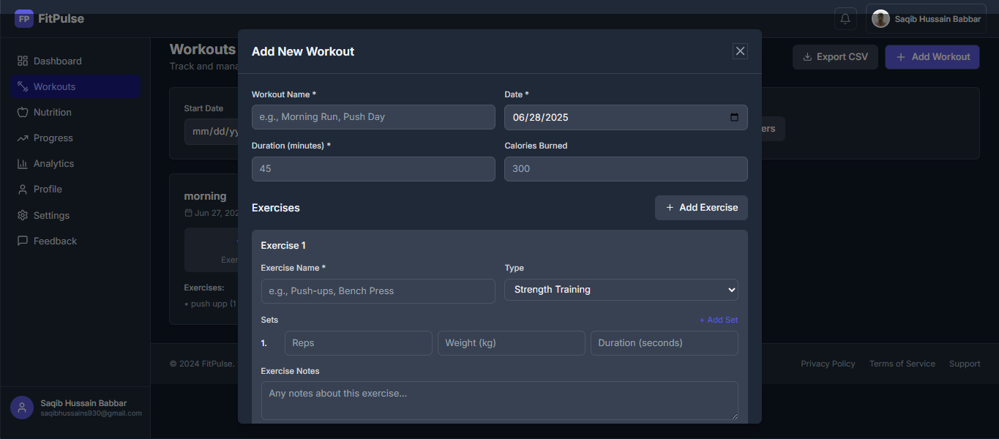 FP FitPulse
Saqib Hussain Babbar
Dashboard
Workouts
Nutrition
Progress
Analytics
Profile
Settings
Feedback
Saqib Hussain Babbar
saqibhussains930@gmail.com
Workouts
Track and
Export CSV
+ Add Workout
Start Date
mm/dd/yy
morning
Jun 27, 202
Exercises:
• push upp (1
© 2024 FitPulse.
Privacy Policy Terms of Service Support
Add New Workout
Workout Name * Date *
e.g., Morning Run, Push Day 06/28/2025
Duration (minutes) * Calories Burned
45 300
Exercises + Add Exercise
Exercise 1
Exercise Name * Type
e.g., Push-ups, Bench Press Strength Training
Sets + Add Set
1. Reps Weight (kg) Duration (seconds)
Exercise Notes
Any notes about this exercise...